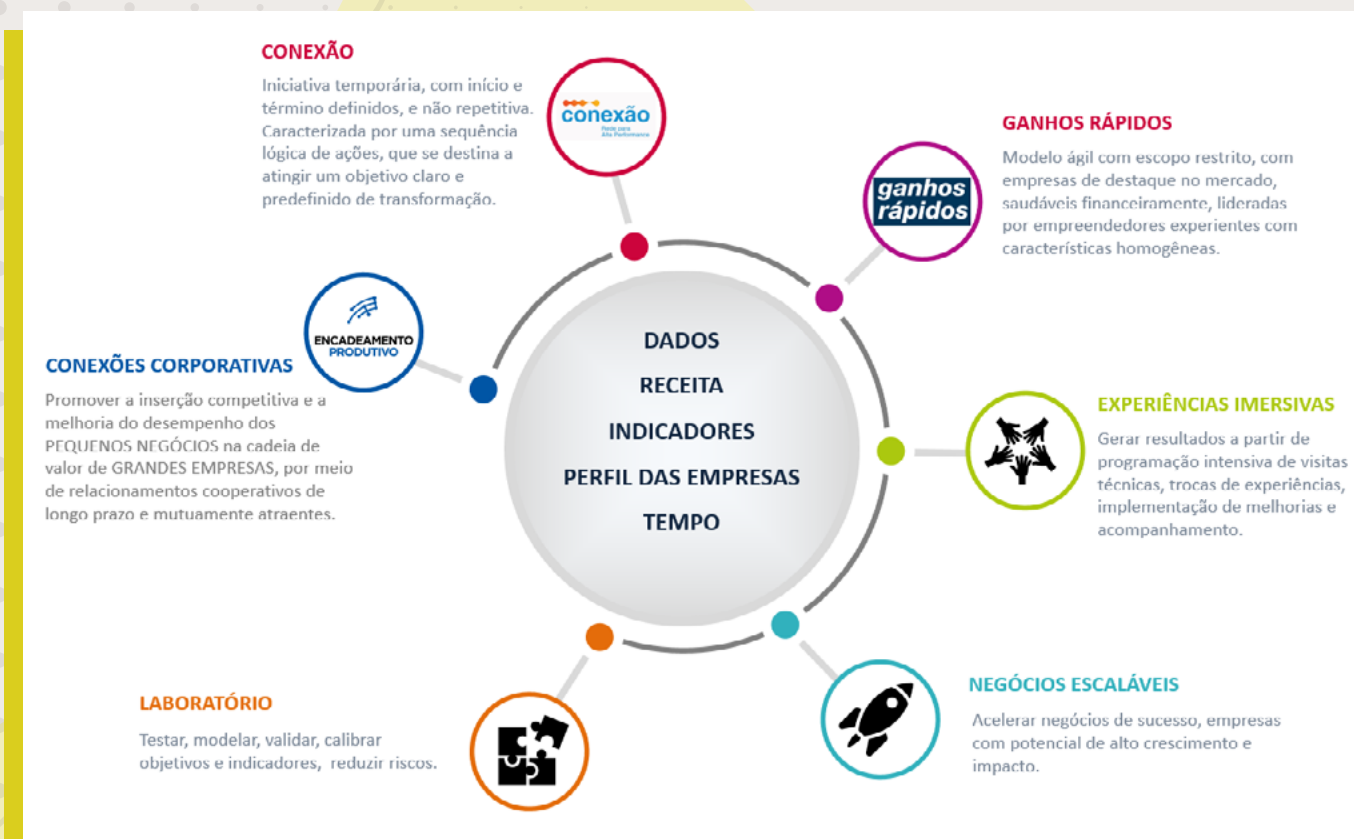 CONEXÃO
Iniciativa temporária, com início e
término definidos, e não repetitiva.
Caracterizada por uma sequência
lógica de ações, que se destina a
atingir um objetivo claro e
predefinido de transformação.
conexão
Ponte para
Alta Performance
GANHOS RÁPIDOS
Modelo ágil com escopo restrito, com
empresas de destaque no mercado,
saudáveis financeiramente, lideradas
por empreendedores experientes com
características homogêneas.
ganhos
rápidos
ENCADEAMENTO
PRODUTIVO
CONEXÕES CORPORATIVAS
Promover a inserção competitiva e a
melhoria do desempenho dos
PEQUENOS NEGÓCIOS na cadeia de
valor de GRANDES EMPRESAS, por meio
de relacionamentos cooperativos de
longo prazo e mutuamente atraentes.
DADOS
RECEITA
INDICADORES
PERFIL DAS EMPRESAS
TEMPO
EXPERIÊNCIAS IMERSIVAS
Gerar resultados a partir de
programação intensiva de visitas
técnicas, trocas de experiências,
implementação de melhorias e
acompanhamento.
LABORATÓRIO
Testar, modelar, validar, calibrar
objetivos e indicadores, reduzir riscos.
NEGÓCIOS ESCALÁVEIS
Acelerar negócios de sucesso, empresas
com potencial de alto crescimento e
impacto.